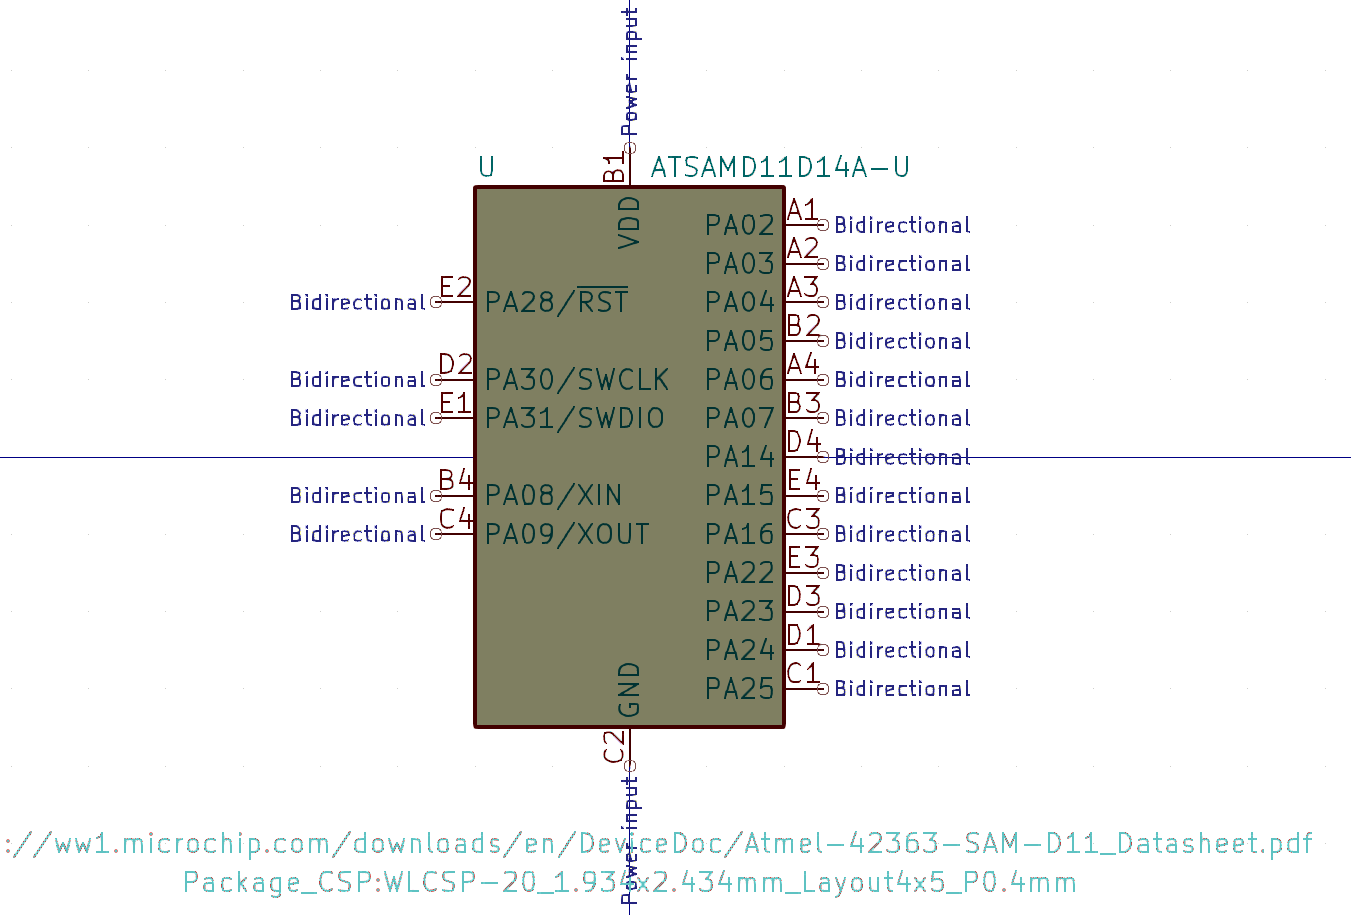 Power input
B1
U ATSAMD11D14A-U
VDD
PA02 A1 Bidirectional
PA03 A2 Bidirectional
Bidirectional E2 PA28/RST PA04 A3 Bidirectional
PA05 B2 Bidirectional
Bidirectional D2 PA30/SWCLK PA06 A4 Bidirectional
Bidirectional E1 PA31/SWDIO PA07 B3 Bidirectional
PA14 D4 Bidirectional
Bidirectional B4 PA08/XIN PA15 E4 Bidirectional
Bidirectional C4 PA09/XOUT PA16 C3 Bidirectional
PA22 E3 Bidirectional
PA23 D3 Bidirectional
PA24 D1 Bidirectional
GND PA25 C1 Bidirectional
C2
Power input
://ww1.microchip.com/downloads/en/DeviceDoc/Atmel-42363-SAM-D11_Datasheet.pdf
Package_CSP:WLCSP-20_1.934x2.434mm_Layout4x5_P0.4mm